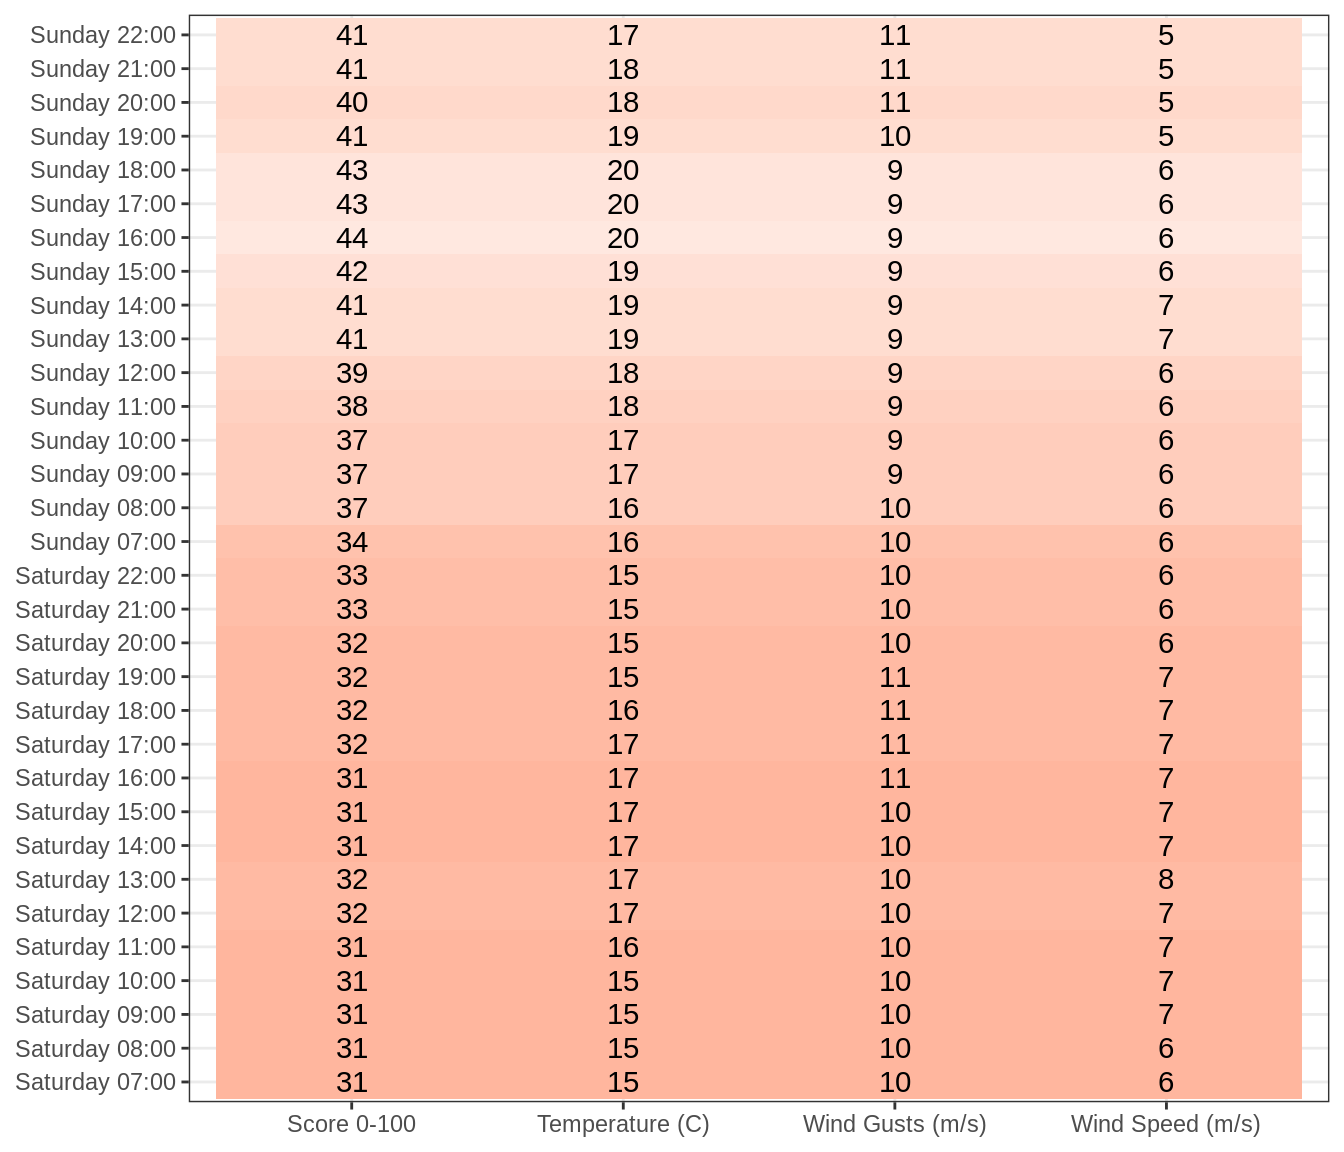 Sunday 22:00 41 17 11 5
Sunday 21:00 41 18 11 5
Sunday 20:00 40 18 11 5
Sunday 19:00 41 19 10 5
Sunday 18:00 43 20 9 6
Sunday 17:00 43 20 9 6
Sunday 16:00 44 20 9 6
Sunday 15:00 42 19 9 6
Sunday 14:00 41 19 9 7
Sunday 13:00 41 19 9 7
Sunday 12:00 39 18 9 6
Sunday 11:00 38 18 9 6
Sunday 10:00 37 17 9 6
Sunday 09:00 37 17 9 6
Sunday 08:00 37 16 10 6
Sunday 07:00 34 16 10 6
Saturday 22:00 33 15 10 6
Saturday 21:00 33 15 10 6
Saturday 20:00 32 15 10 6
Saturday 19:00 32 15 11 7
Saturday 18:00 32 16 11 7
Saturday 17:00 32 17 11 7
Saturday 16:00 31 17 11 7
Saturday 15:00 31 17 10 7
Saturday 14:00 31 17 10 7
Saturday 13:00 32 17 10 8
Saturday 12:00 32 17 10 7
Saturday 11:00 31 16 10 7
Saturday 10:00 31 15 10 7
Saturday 09:00 31 15 10 7
Saturday 08:00 31 15 10 6
Saturday 07:00 31 15 10 6
Score 0-100 Temperature (C) Wind Gusts (m/s) Wind Speed (m/s)